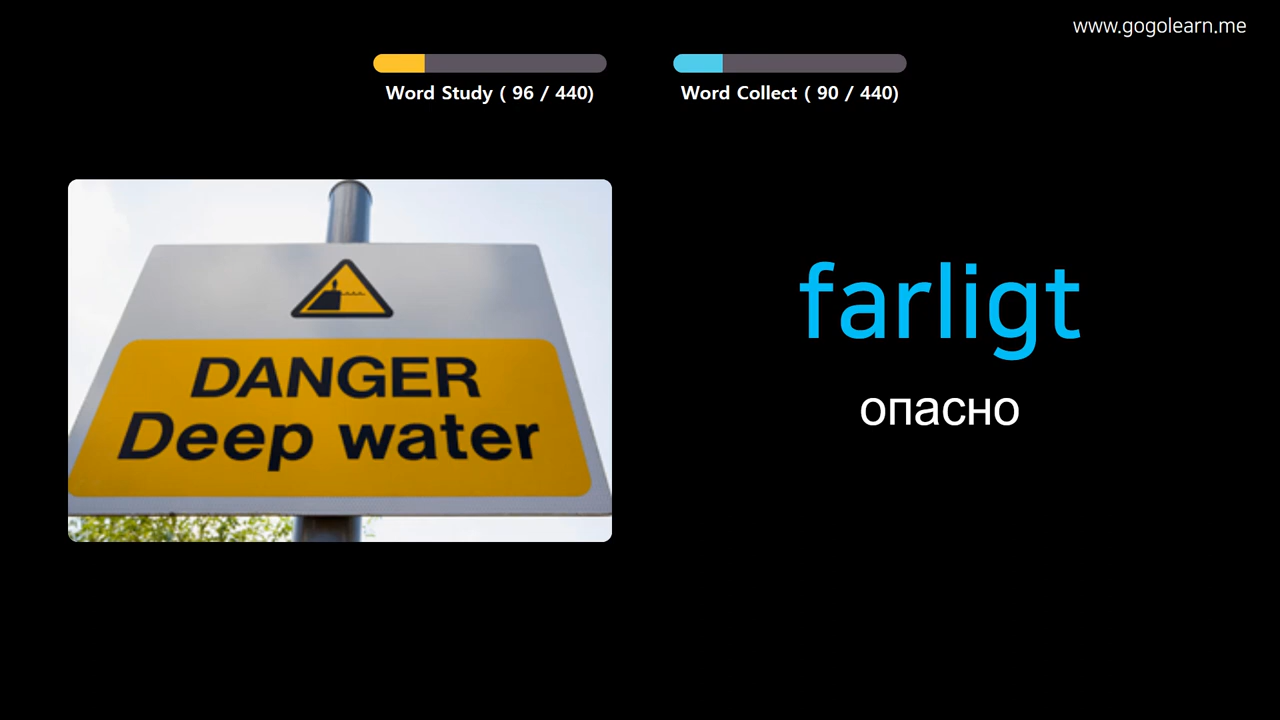 www.gogolearn.me
Word Study ( 96 / 440)
Word Collect ( 90 / 440)
DANGER
Deep water
farligt
опасно